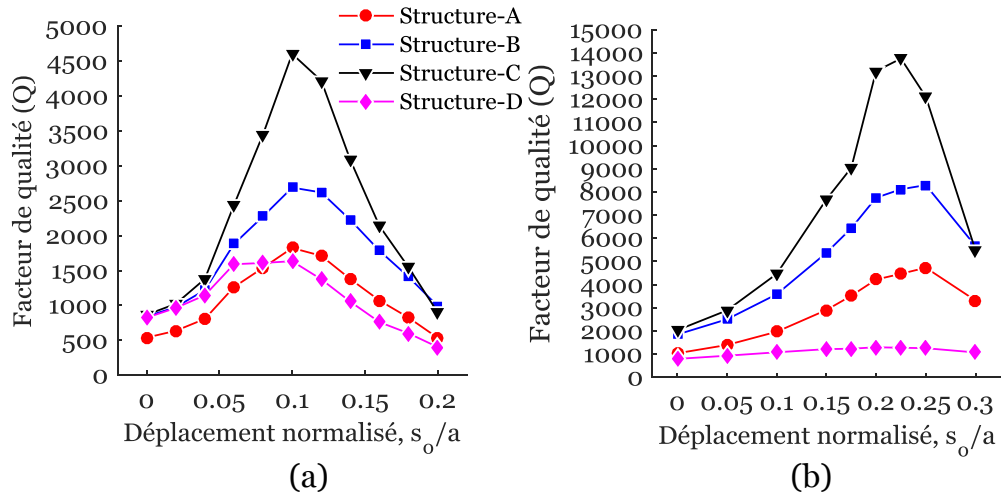 Structure-A
Structure-B
Structure-C
Structure-D
Facteur de qualité (Q)
5000
4500
4000
3500
3000
2500
2000
1500
1000
500
0
0 0.05 0.1 0.15 0.2
Déplacement normalisé, s_o/a
(a)
Facteur de qualité (Q)
15000
14000
13000
12000
11000
10000
9000
8000
7000
6000
5000
4000
3000
2000
1000
0
0 0.05 0.1 0.15 0.2 0.25 0.3
Déplacement normalisé, s_o/a
(b)